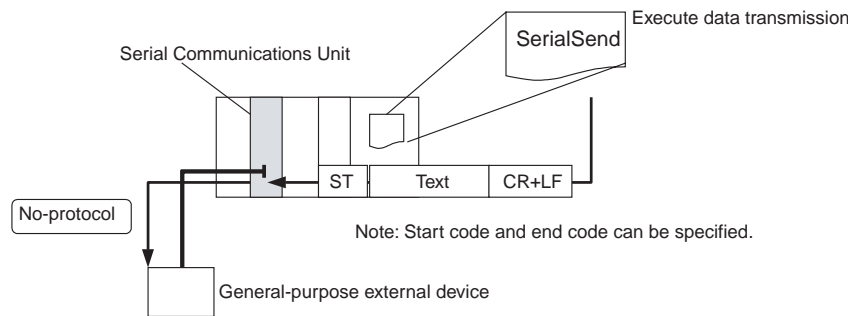 Execute data transmission
SerialSend
Serial Communications Unit
ST
Text
CR+LF
No-protocol
Note: Start code and end code can be specified.
General-purpose external device